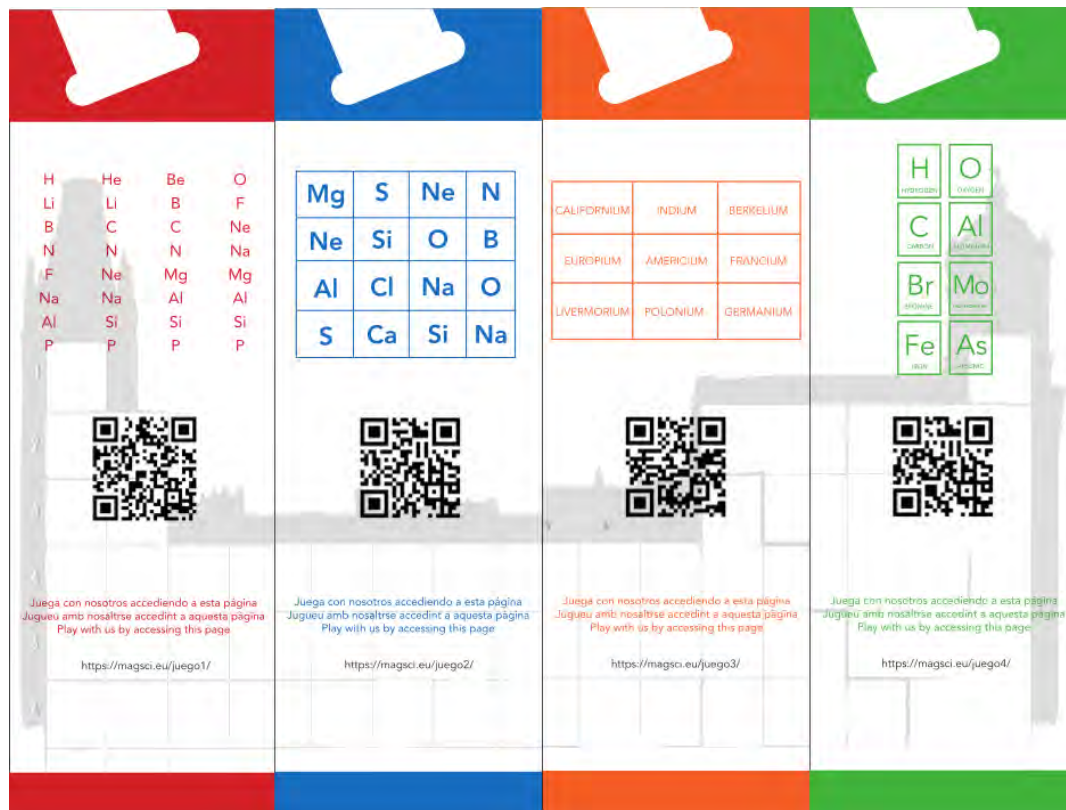 H He Be O
Li Li B F
B C C Ne
N N N Na
F Ne Mg Mg
Na Na Al Al
Al Si Si Si
P P P P
Juega con nosotros accediendo a esta página
Jugueu amb nosaltrse accedint a aquesta pàgina
Play with us by accessing this page
https://magsci.eu/juego1/
Mg S Ne N
Ne Si O B
Al Cl Na O
S Ca Si Na
Juega con nosotros accediendo a esta página
Jugueu amb nosaltrse accedint a aquesta pàgina
Play with us by accessing this page
https://magsci.eu/juego2/
CALIFORNIUM INDIUM BERKELIUM
EUROPIUM AMERICIUM FRANCIUM
LIVERMORIUM POLONIUM GERMANIUM
Juega con nosotros accediendo a esta página
Jugueu amb nosaltrse accedint a aquesta pàgina
Play with us by accessing this page
https://magsci.eu/juego3/
H O
HYDROGEN OXYGEN
C Al
CARBON
Br Mo
BROMINE
Fe As
IRON ARSENIC
Juega con nosotros accediendo a esta página
Jugueu amb nosaltrse accedint a aquesta pàgina
Play with us by accessing this page
https://magsci.eu/juego4/